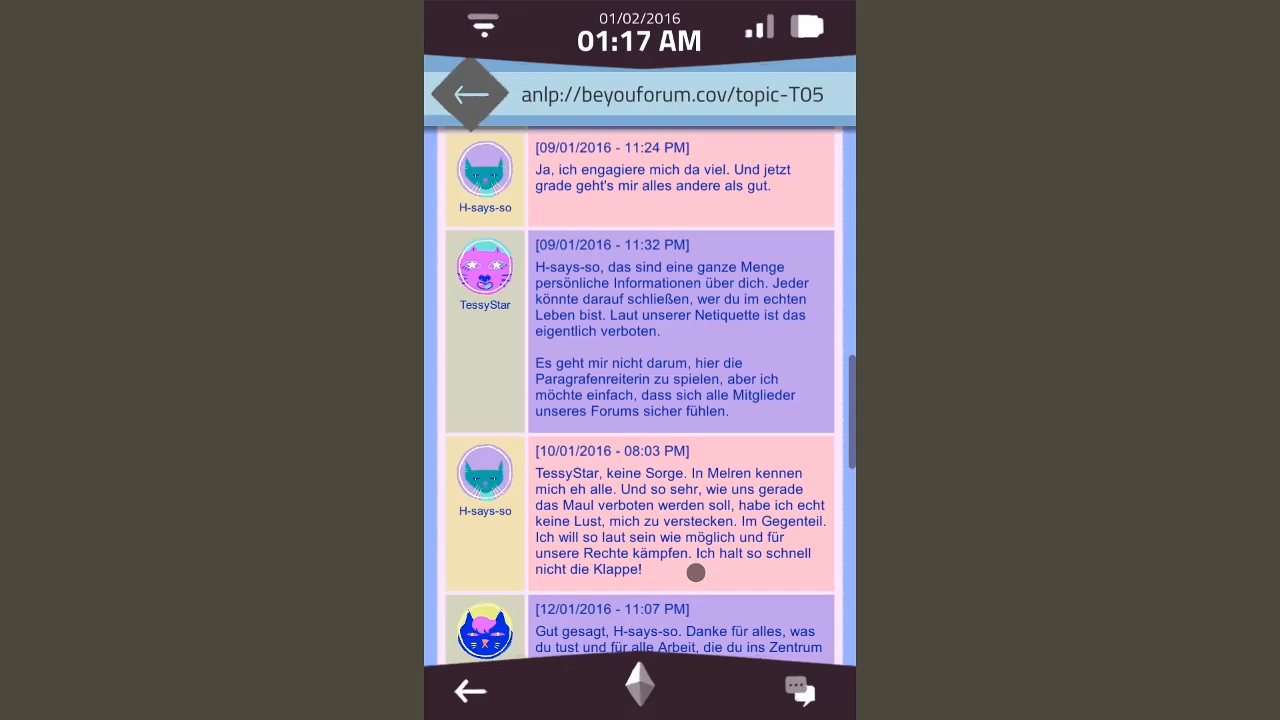 01/02/2016
01:17 AM
anlp://beyouforum.cov/topic-T05
[09/01/2016 - 11:24 PM]
Ja, ich engagiere mich da viel. Und jetzt
grade geht's mir alles andere als gut.
H-says-so
[09/01/2016 - 11:32 PM]
H-says-so, das sind eine ganze Menge
persönliche Informationen über dich. Jeder
könnte darauf schließen, wer du im echten
Leben bist. Laut unserer Netiquette ist das
eigentlich verboten.
Es geht mir nicht darum, hier die
Paragrafenreiterin zu spielen, aber ich
möchte einfach, dass sich alle Mitglieder
unseres Forums sicher fühlen.
TessyStar
[10/01/2016 - 08:03 PM]
TessyStar, keine Sorge. In Melren kennen
mich eh alle. Und so sehr, wie uns gerade
das Maul verboten werden soll, habe ich echt
keine Lust, mich zu verstecken. Im Gegenteil.
Ich will so laut sein wie möglich und für
unsere Rechte kämpfen. Ich halt so schnell
nicht die Klappe!
H-says-so
[12/01/2016 - 11:07 PM]
Gut gesagt, H-says-so. Danke für alles, was
du tust und für alle Arbeit, die du ins Zentrum